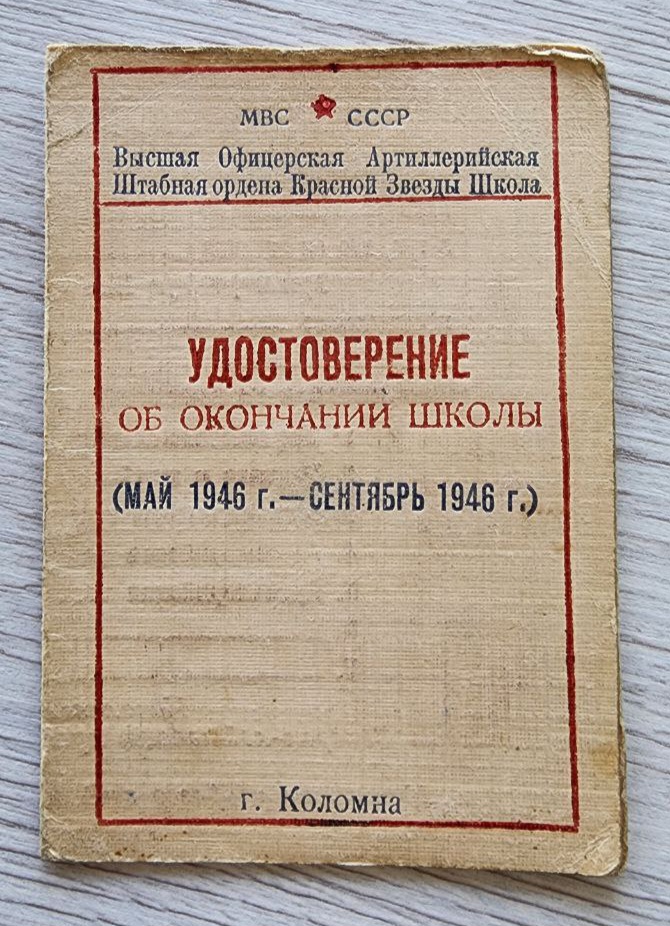 МВС СССР
Высшая Офицерская Артиллерийская
Штабная ордена Красной Звезды Школа
УДОСТОВЕРЕНИЕ
ОБ ОКОНЧАНИИ ШКОЛЫ
(МАЙ 1946 г.—СЕНТЯБРЬ 1946 г.)
г. Коломна